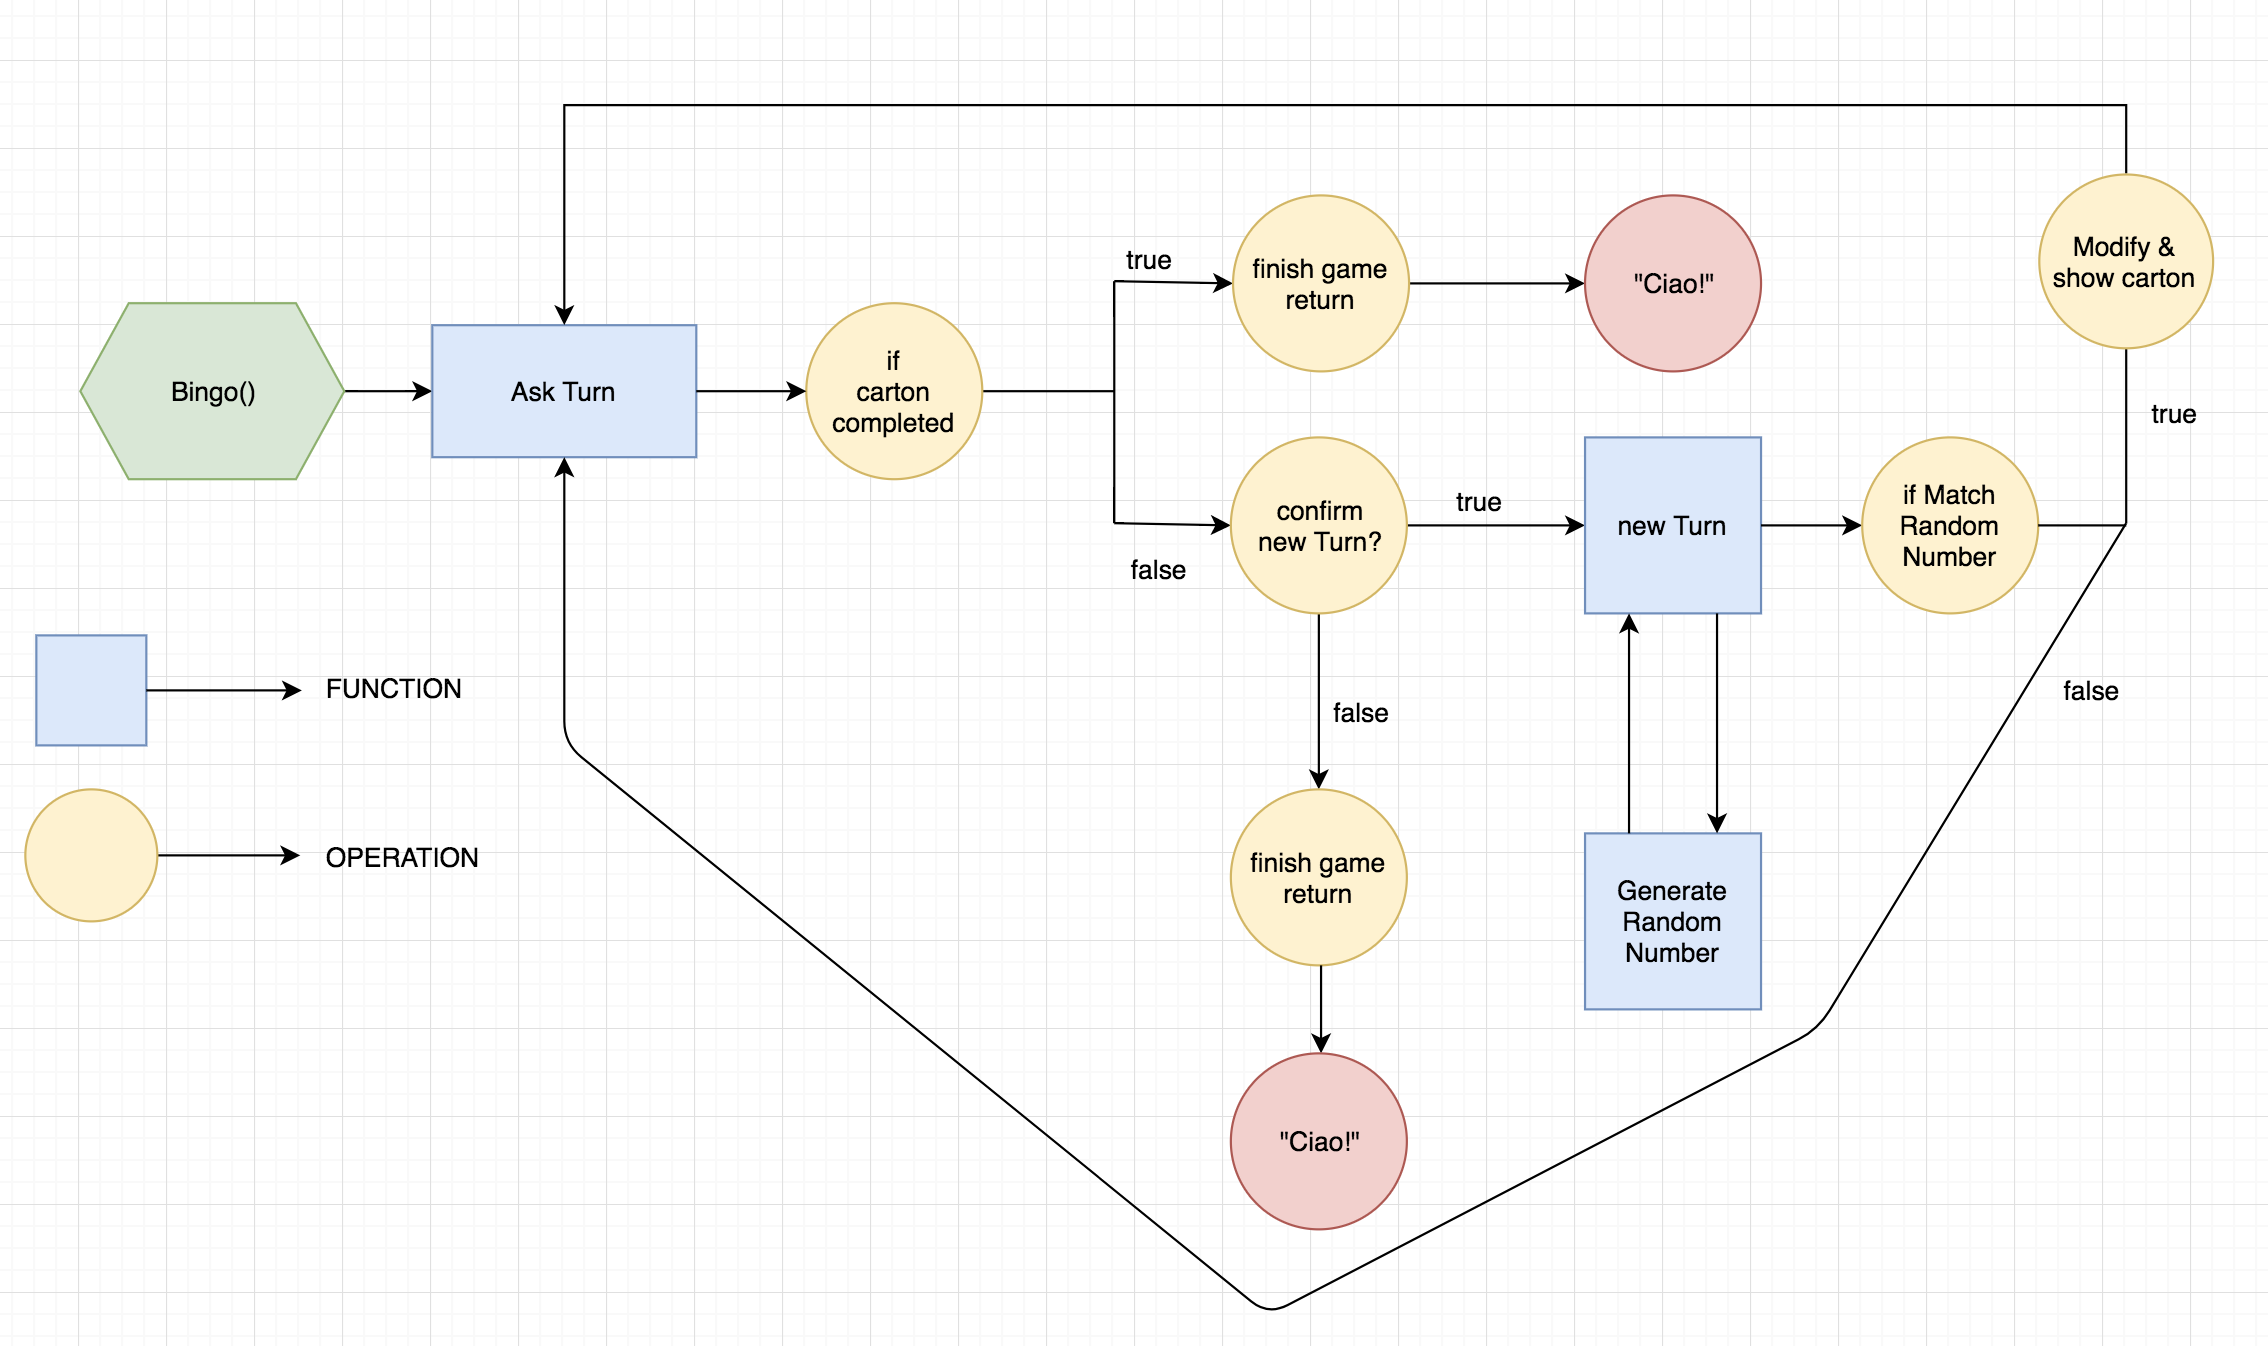 Bingo()
Ask Turn
if
carton
completed
true
finish game
return
"Ciao!"
Modify &
show carton
true
false
confirm
new Turn?
true
new Turn
if Match
Random
Number
false
false
finish game
return
"Ciao!"
Generate
Random
Number
FUNCTION
OPERATION